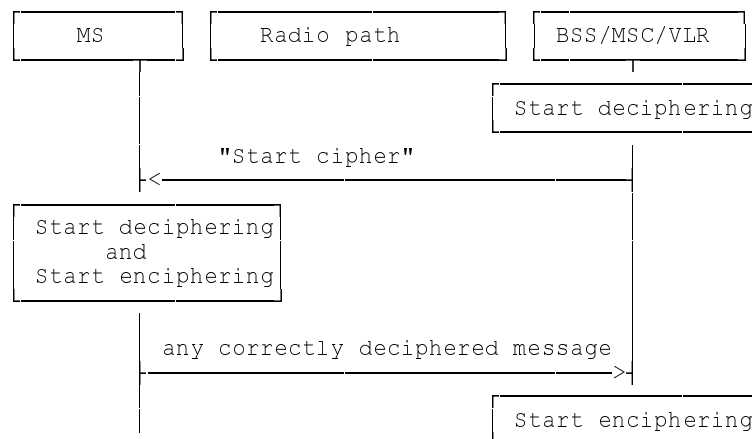 MS
Radio path
BSS/MSC/VLR
Start deciphering
"Start cipher"
Start deciphering
and
Start enciphering
any correctly deciphered message
Start enciphering